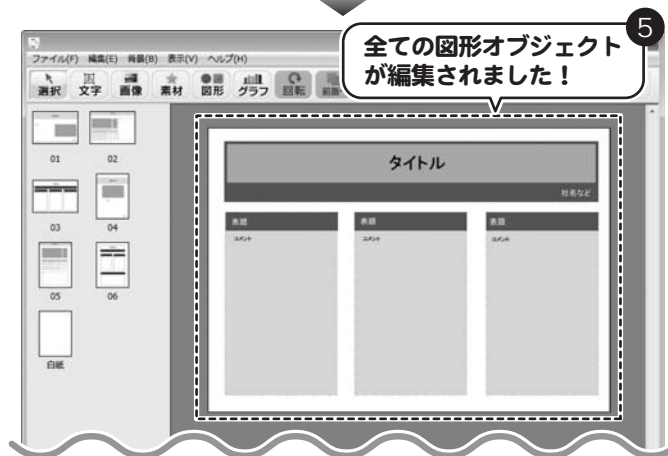 5
全ての図形オブジェクト
が編集されました！
ファイル(F) 編集(E) 背景(B) 表示(V) ヘルプ(H)
選択 文字 画像 素材 図形 グラフ 回転 前面
01 02
03 04
05 06
白紙
タイトル
社名など
表題 表題 表題
コメント コメント コメント